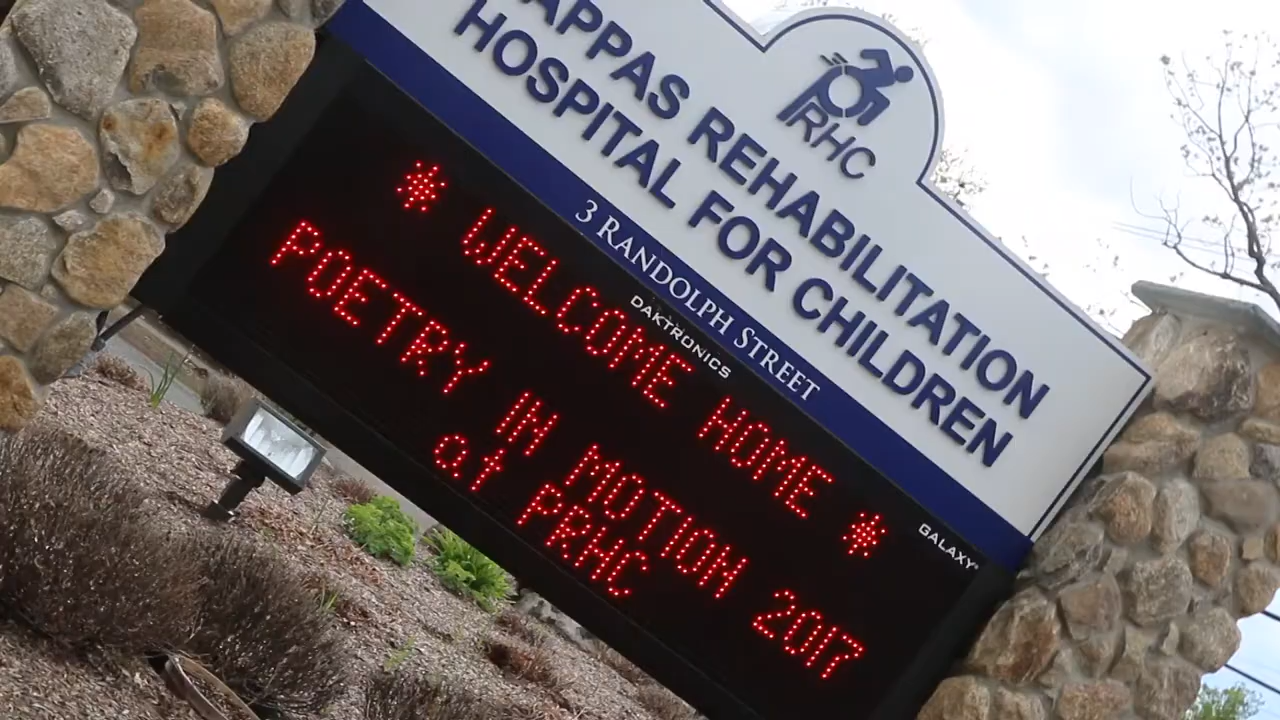 APPAS REHABILITATION
HOSPITAL FOR CHILDREN
RHC
3 RANDOLPH STREET
DAKTRONICS
GALAXY®
* WELCOME HOME *
POETRY IN MOTION 2017
at PRHC